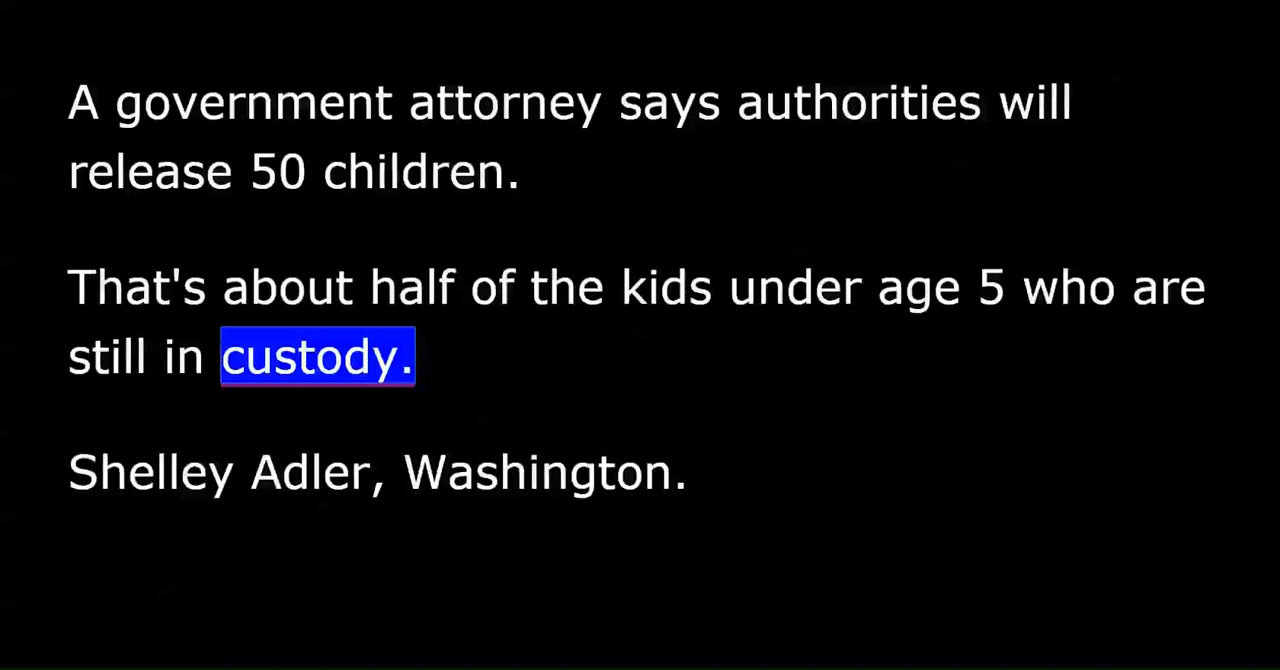 A government attorney says authorities will
release 50 children.
That's about half of the kids under age 5 who are
still in custody.
Shelley Adler, Washington.